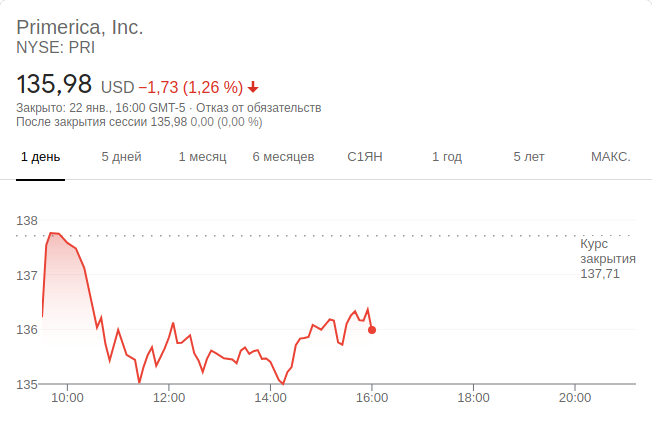 Primerica, Inc.
NYSE: PRI
135,98 USD −1,73 (1,26 %)
Закрыто: 22 янв., 16:00 GMT-5 · Отказ от обязательств
После закрытия сессии 135,98 0,00 (0,00 %)
1 день 5 дней 1 месяц 6 месяцев С1ЯН 1 год 5 лет МАКС.
138
Курс
закрытия
137,71
137
136
135
10:00 12:00 14:00 16:00 18:00 20:00